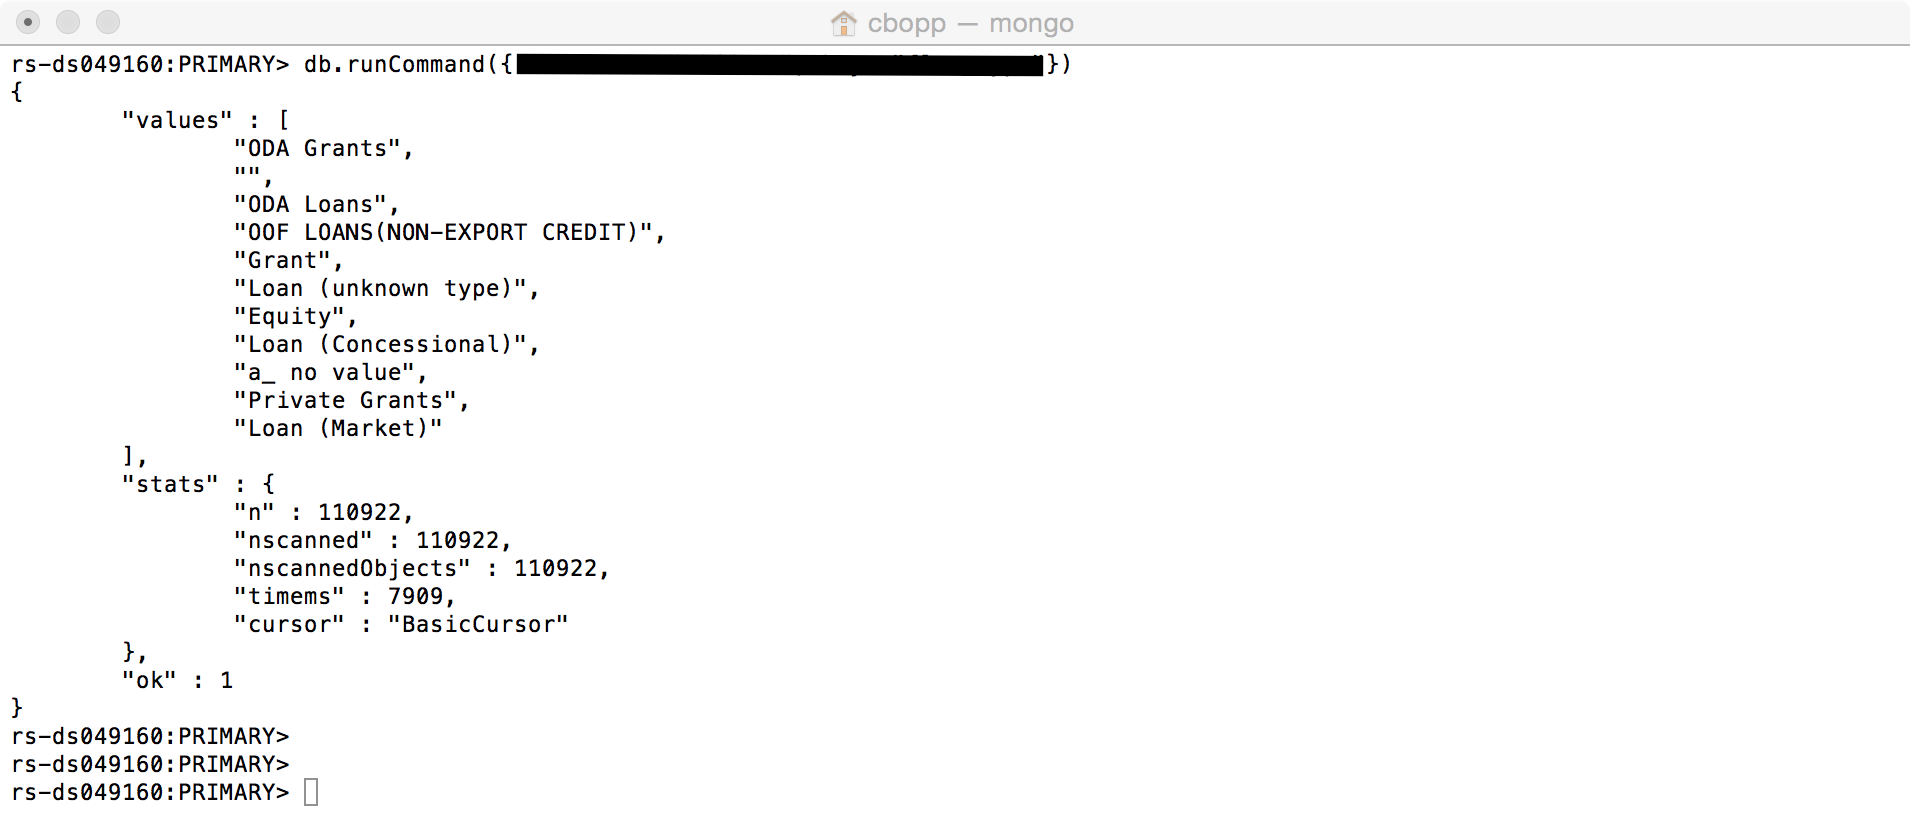 cbopp — mongo
rs-ds049160:PRIMARY> db.runCommand({ })
{
"values" : [
"ODA Grants",
"",
"ODA Loans",
"OOF LOANS(NON-EXPORT CREDIT)",
"Grant",
"Loan (unknown type)",
"Equity",
"Loan (Concessional)",
"a_ no value",
"Private Grants",
"Loan (Market)"
],
"stats" : {
"n" : 110922,
"nscanned" : 110922,
"nscannedObjects" : 110922,
"timems" : 7909,
"cursor" : "BasicCursor"
},
"ok" : 1
}
rs-ds049160:PRIMARY>
rs-ds049160:PRIMARY>
rs-ds049160:PRIMARY>